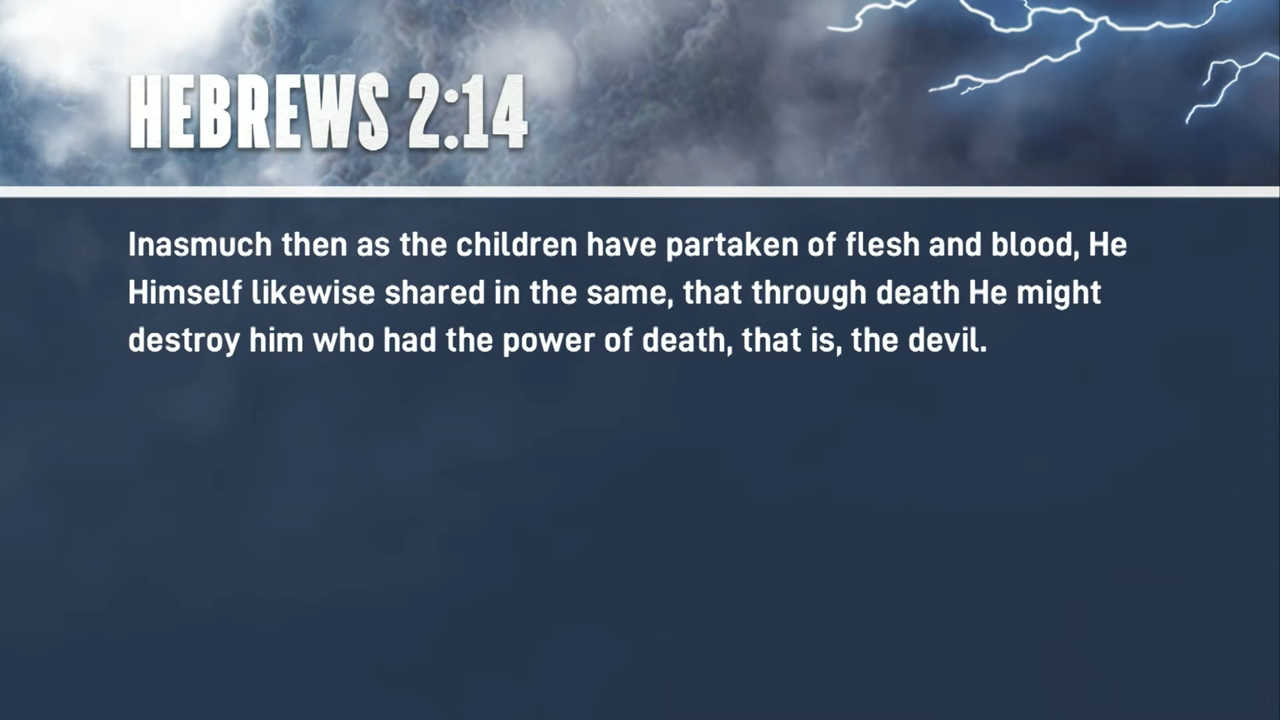 HEBREWS 2:14
Inasmuch then as the children have partaken of flesh and blood, He
Himself likewise shared in the same, that through death He might
destroy him who had the power of death, that is, the devil.